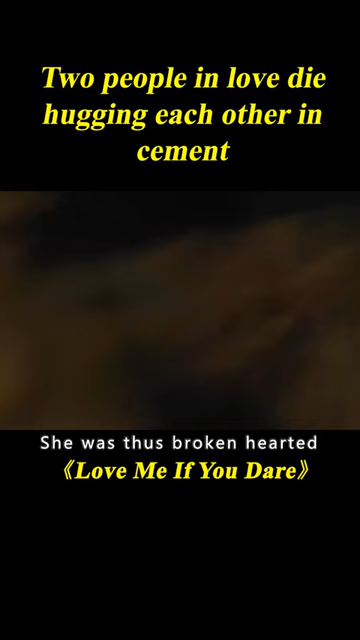 Two people in love die
hugging each other in
cement
She was thus broken hearted
《Love Me If You Dare》